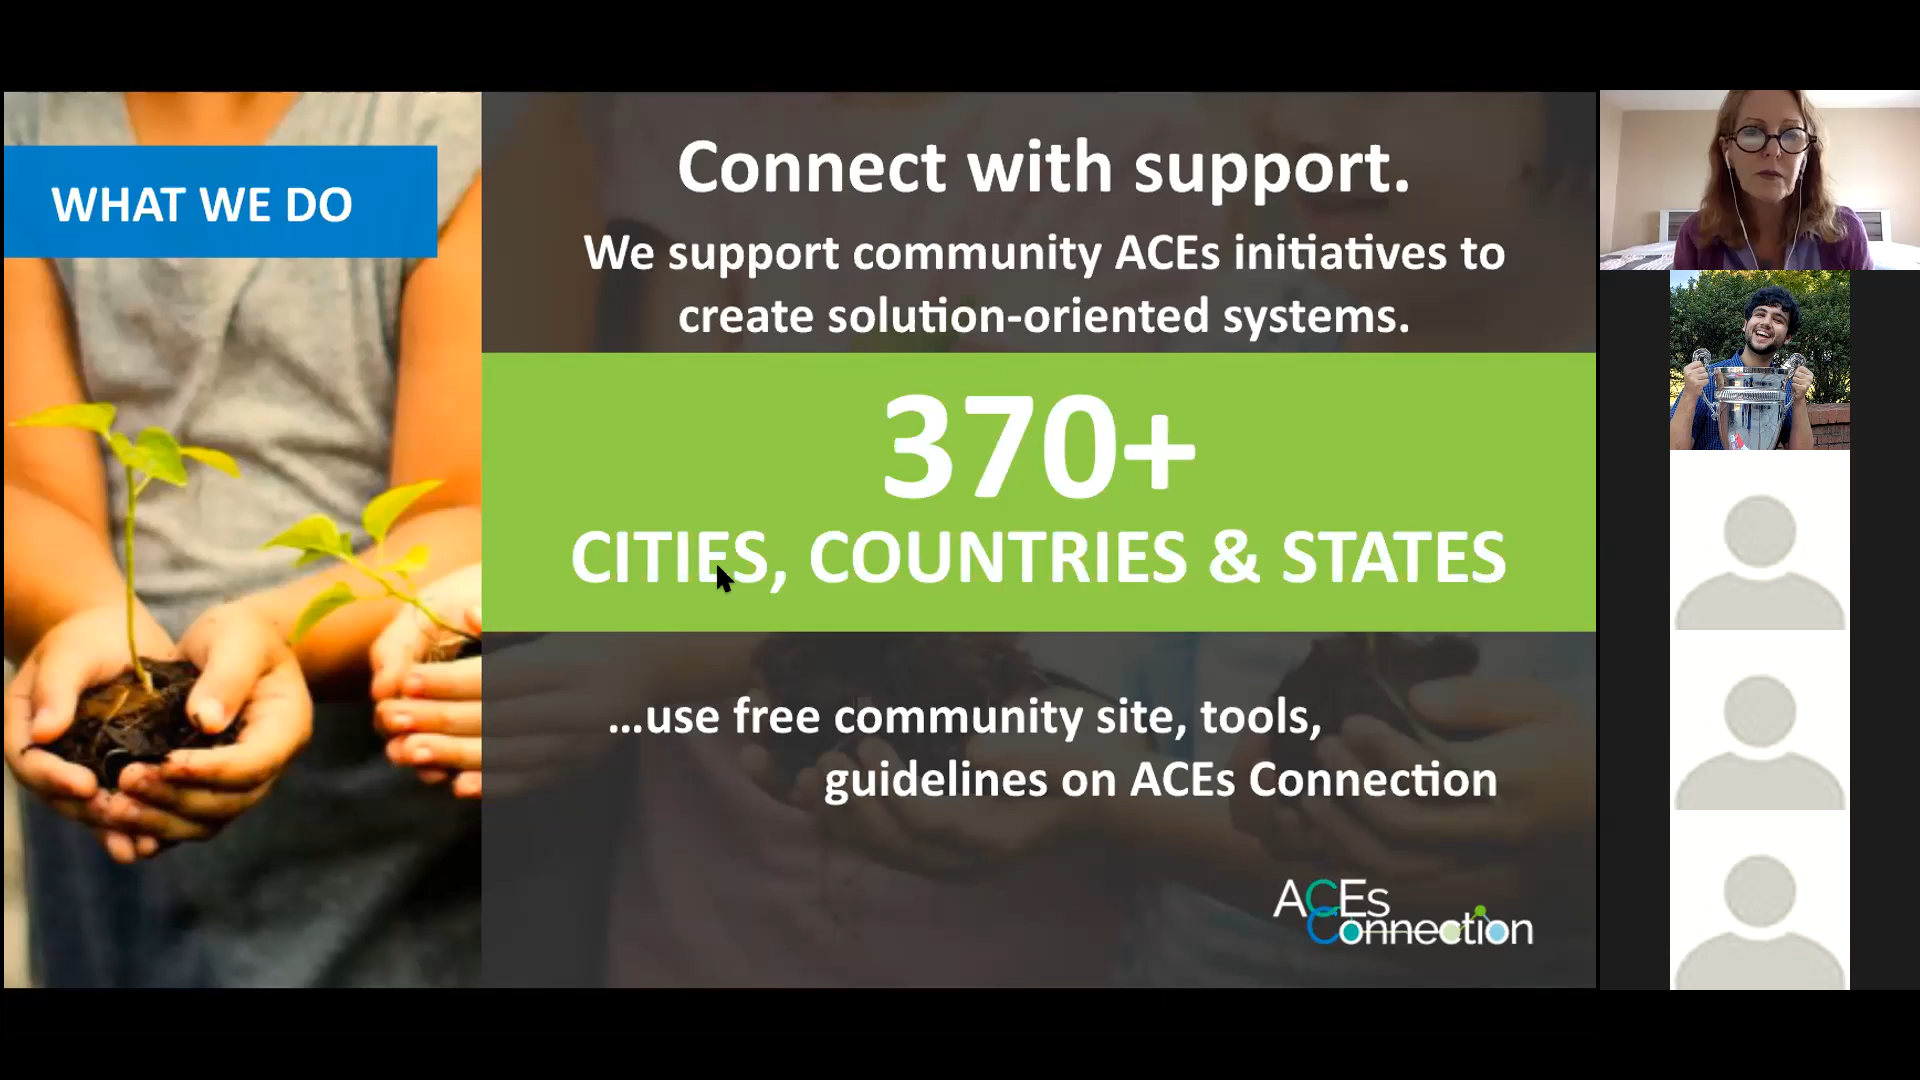 WHAT WE DO
Connect with support.
We support community ACEs initiatives to
create solution-oriented systems.
370+
CITIES, COUNTRIES & STATES
...use free community site, tools,
guidelines on ACEs Connection
ACEs
Connection